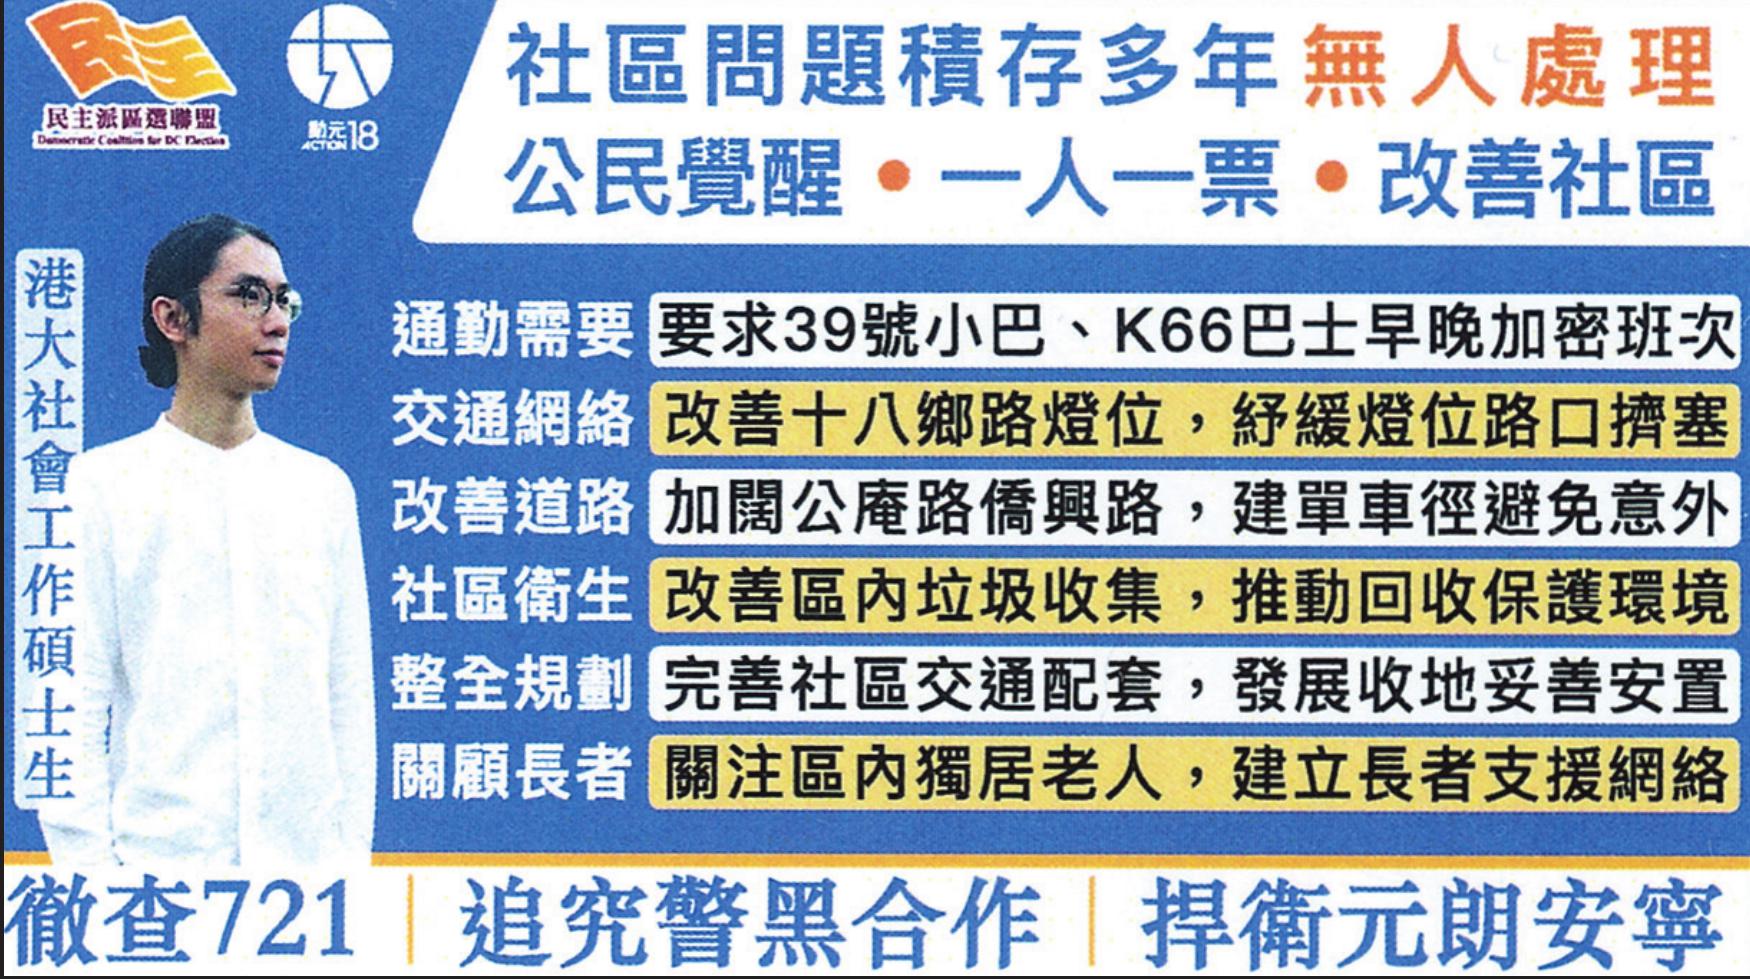 民主
民主派區選聯盟
Democratic Coalition for DC Election
十八
動元18
ACTION
社區問題積存多年無人處理
公民覺醒•一人一票•改善社區
港大社會工作碩士生
通勤需要 要求39號小巴、K66巴士早晚加密班次
交通網絡 改善十八鄉路燈位，紓緩燈位路口擠塞
改善道路 加闊公庵路僑興路，建單車徑避免意外
社區衛生 改善區內垃圾收集，推動回收保護環境
整全規劃 完善社區交通配套，發展收地妥善安置
關顧長者 關注區內獨居老人，建立長者支援網絡
徹查721｜追究警黑合作｜捍衛元朗安寧